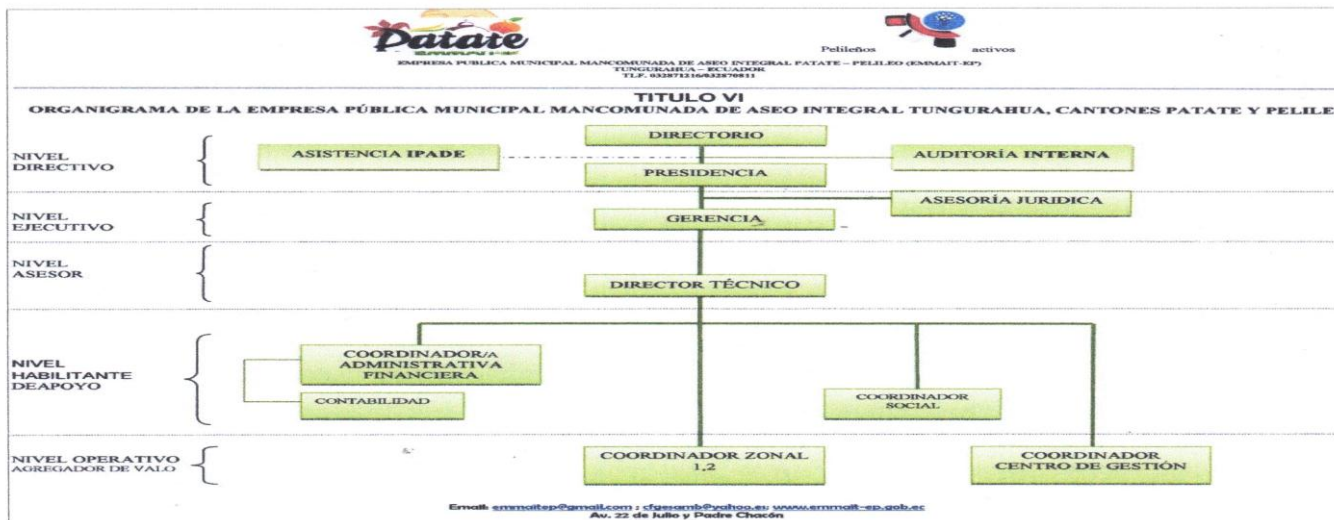 Patate
Pelileños activos
EMPRESA PUBLICA MUNICIPAL MANCOMUNADA DE ASEO INTEGRAL PATATE – PELILEO (EMMAIT-EP)
TUNGURAHUA – ECUADOR
TLF. 032871216/032870811
TITULO VI
ORGANIGRAMA DE LA EMPRESA PÚBLICA MUNICIPAL MANCOMUNADA DE ASEO INTEGRAL TUNGURAHUA, CANTONES PATATE Y PELILE
DIRECTORIO
NIVEL
DIRECTIVO
ASISTENCIA IPADE
AUDITORÍA INTERNA
PRESIDENCIA
ASESORÍA JURIDICA
NIVEL
EJECUTIVO
GERENCIA
NIVEL
ASESOR
DIRECTOR TÉCNICO
NIVEL
HABILITANTE
DEAPOYO
COORDINADOR/a
ADMINISTRATIVA
FINANCIERA
CONTABILIDAD
COORDINADOR
SOCIAL
NIVEL OPERATIVO
AGREGADOR DE VALO
COORDINADOR ZONAL
1,2
COORDINADOR
CENTRO DE GESTIÓN
Email: emmaitep@gmail.com ; cfgesamb@yahoo.es; www.emmait-ep.gob.ec
Av. 22 de Julio y Padre Chacón